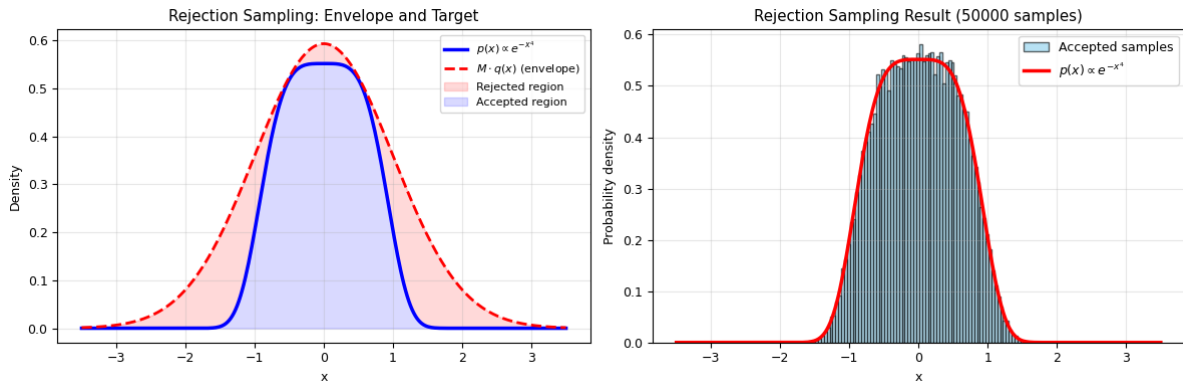 Rejection Sampling: Envelope and Target
0.6
0.5
0.4
0.3
0.2
0.1
0.0
Density
p(x) ∝ e^{-x^4}
M · q(x) (envelope)
Rejected region
Accepted region
−3
−2
−1
0
1
2
3
x
Rejection Sampling Result (50000 samples)
0.6
0.5
0.4
0.3
0.2
0.1
0.0
Probability density
Accepted samples
p(x) ∝ e^{-x^4}
−3
−2
−1
0
1
2
3
x